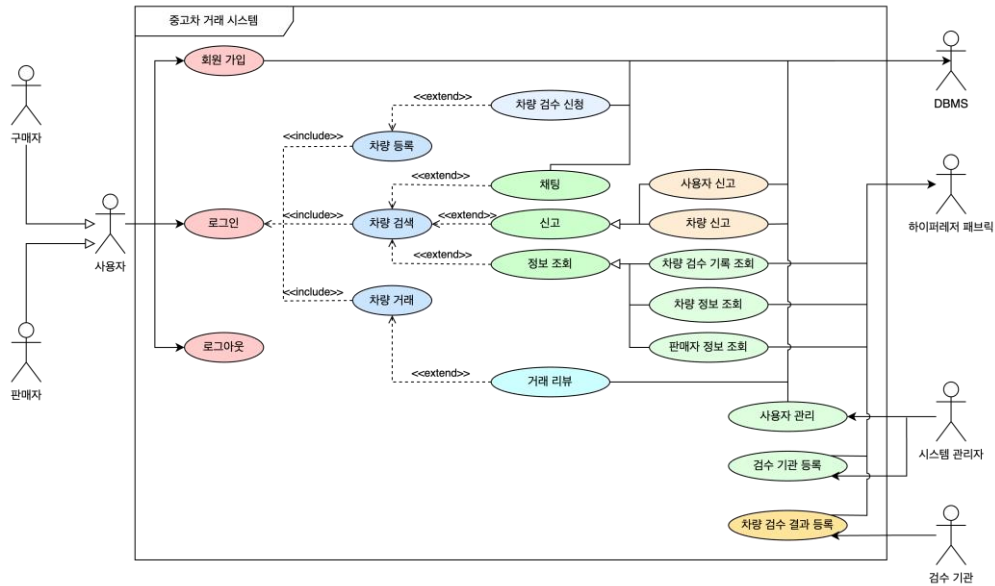 중고차 거래 시스템
회원 가입
DBMS
구매자
<<extend>>
차량 검수 신청
<<include>>
차량 등록
<<extend>>
채팅
사용자 신고
하이퍼레저 패브릭
사용자
로그인
<<include>>
차량 검색
<<extend>>
신고
차량 신고
<<extend>>
정보 조회
차량 검수 기록 조회
<<include>>
차량 거래
차량 정보 조회
판매자
로그아웃
판매자 정보 조회
<<extend>>
거래 리뷰
사용자 관리
시스템 관리자
검수 기관 등록
차량 검수 결과 등록
검수 기관